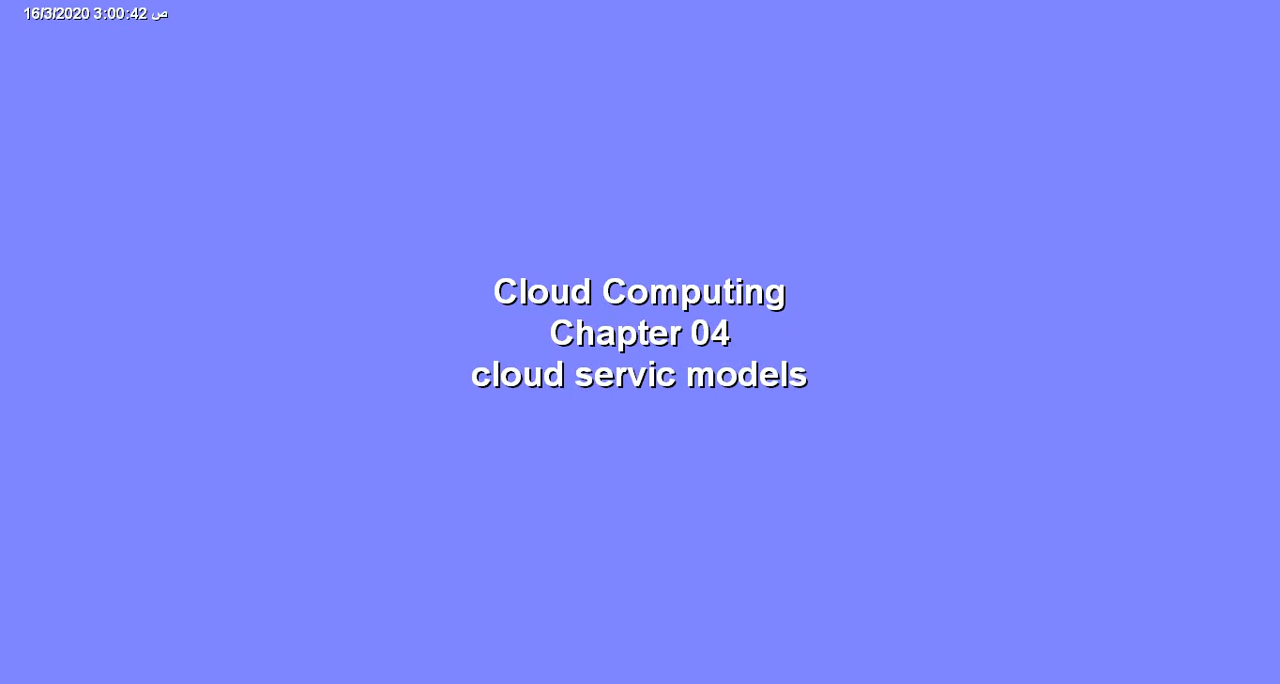 16/3/2020 3:00:42 ص
Cloud Computing
Chapter 04
cloud servic models